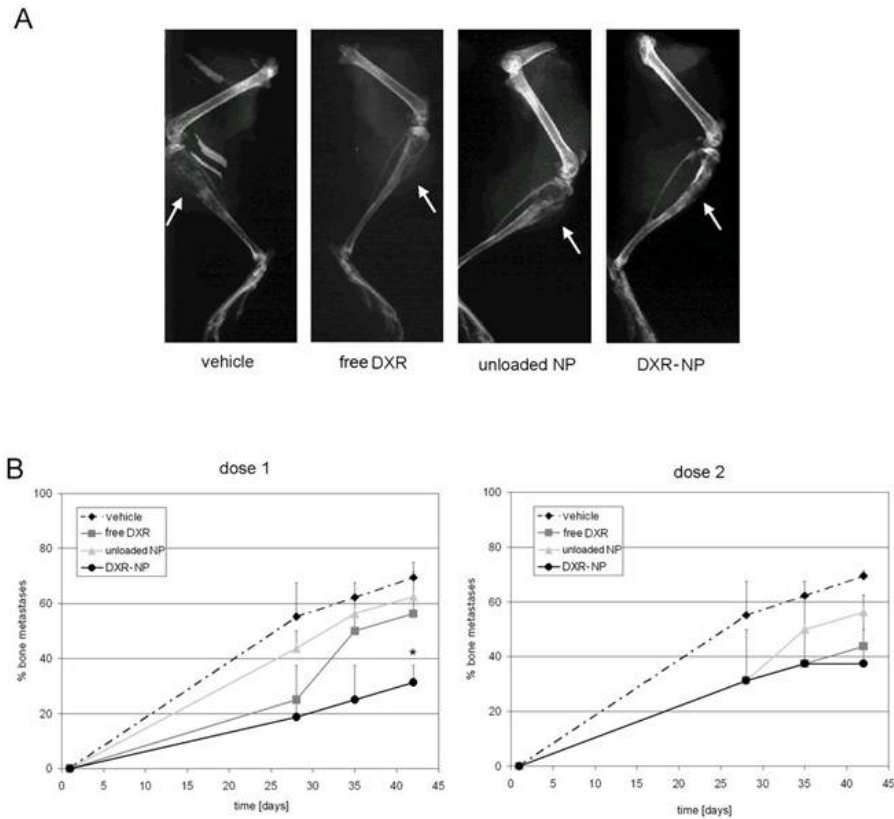 A
vehicle
free DXR
unloaded NP
DXR-NP
B
dose 1
% bone metastases
100
80
60
40
20
0
vehicle
free DXR
unloaded NP
DXR-NP
*
0 5 10 15 20 25 30 35 40 45
time [days]
dose 2
% bone metastases
100
80
60
40
20
0
vehicle
free DXR
unloaded NP
DXR-NP
0 5 10 15 20 25 30 35 40 45
time [days]